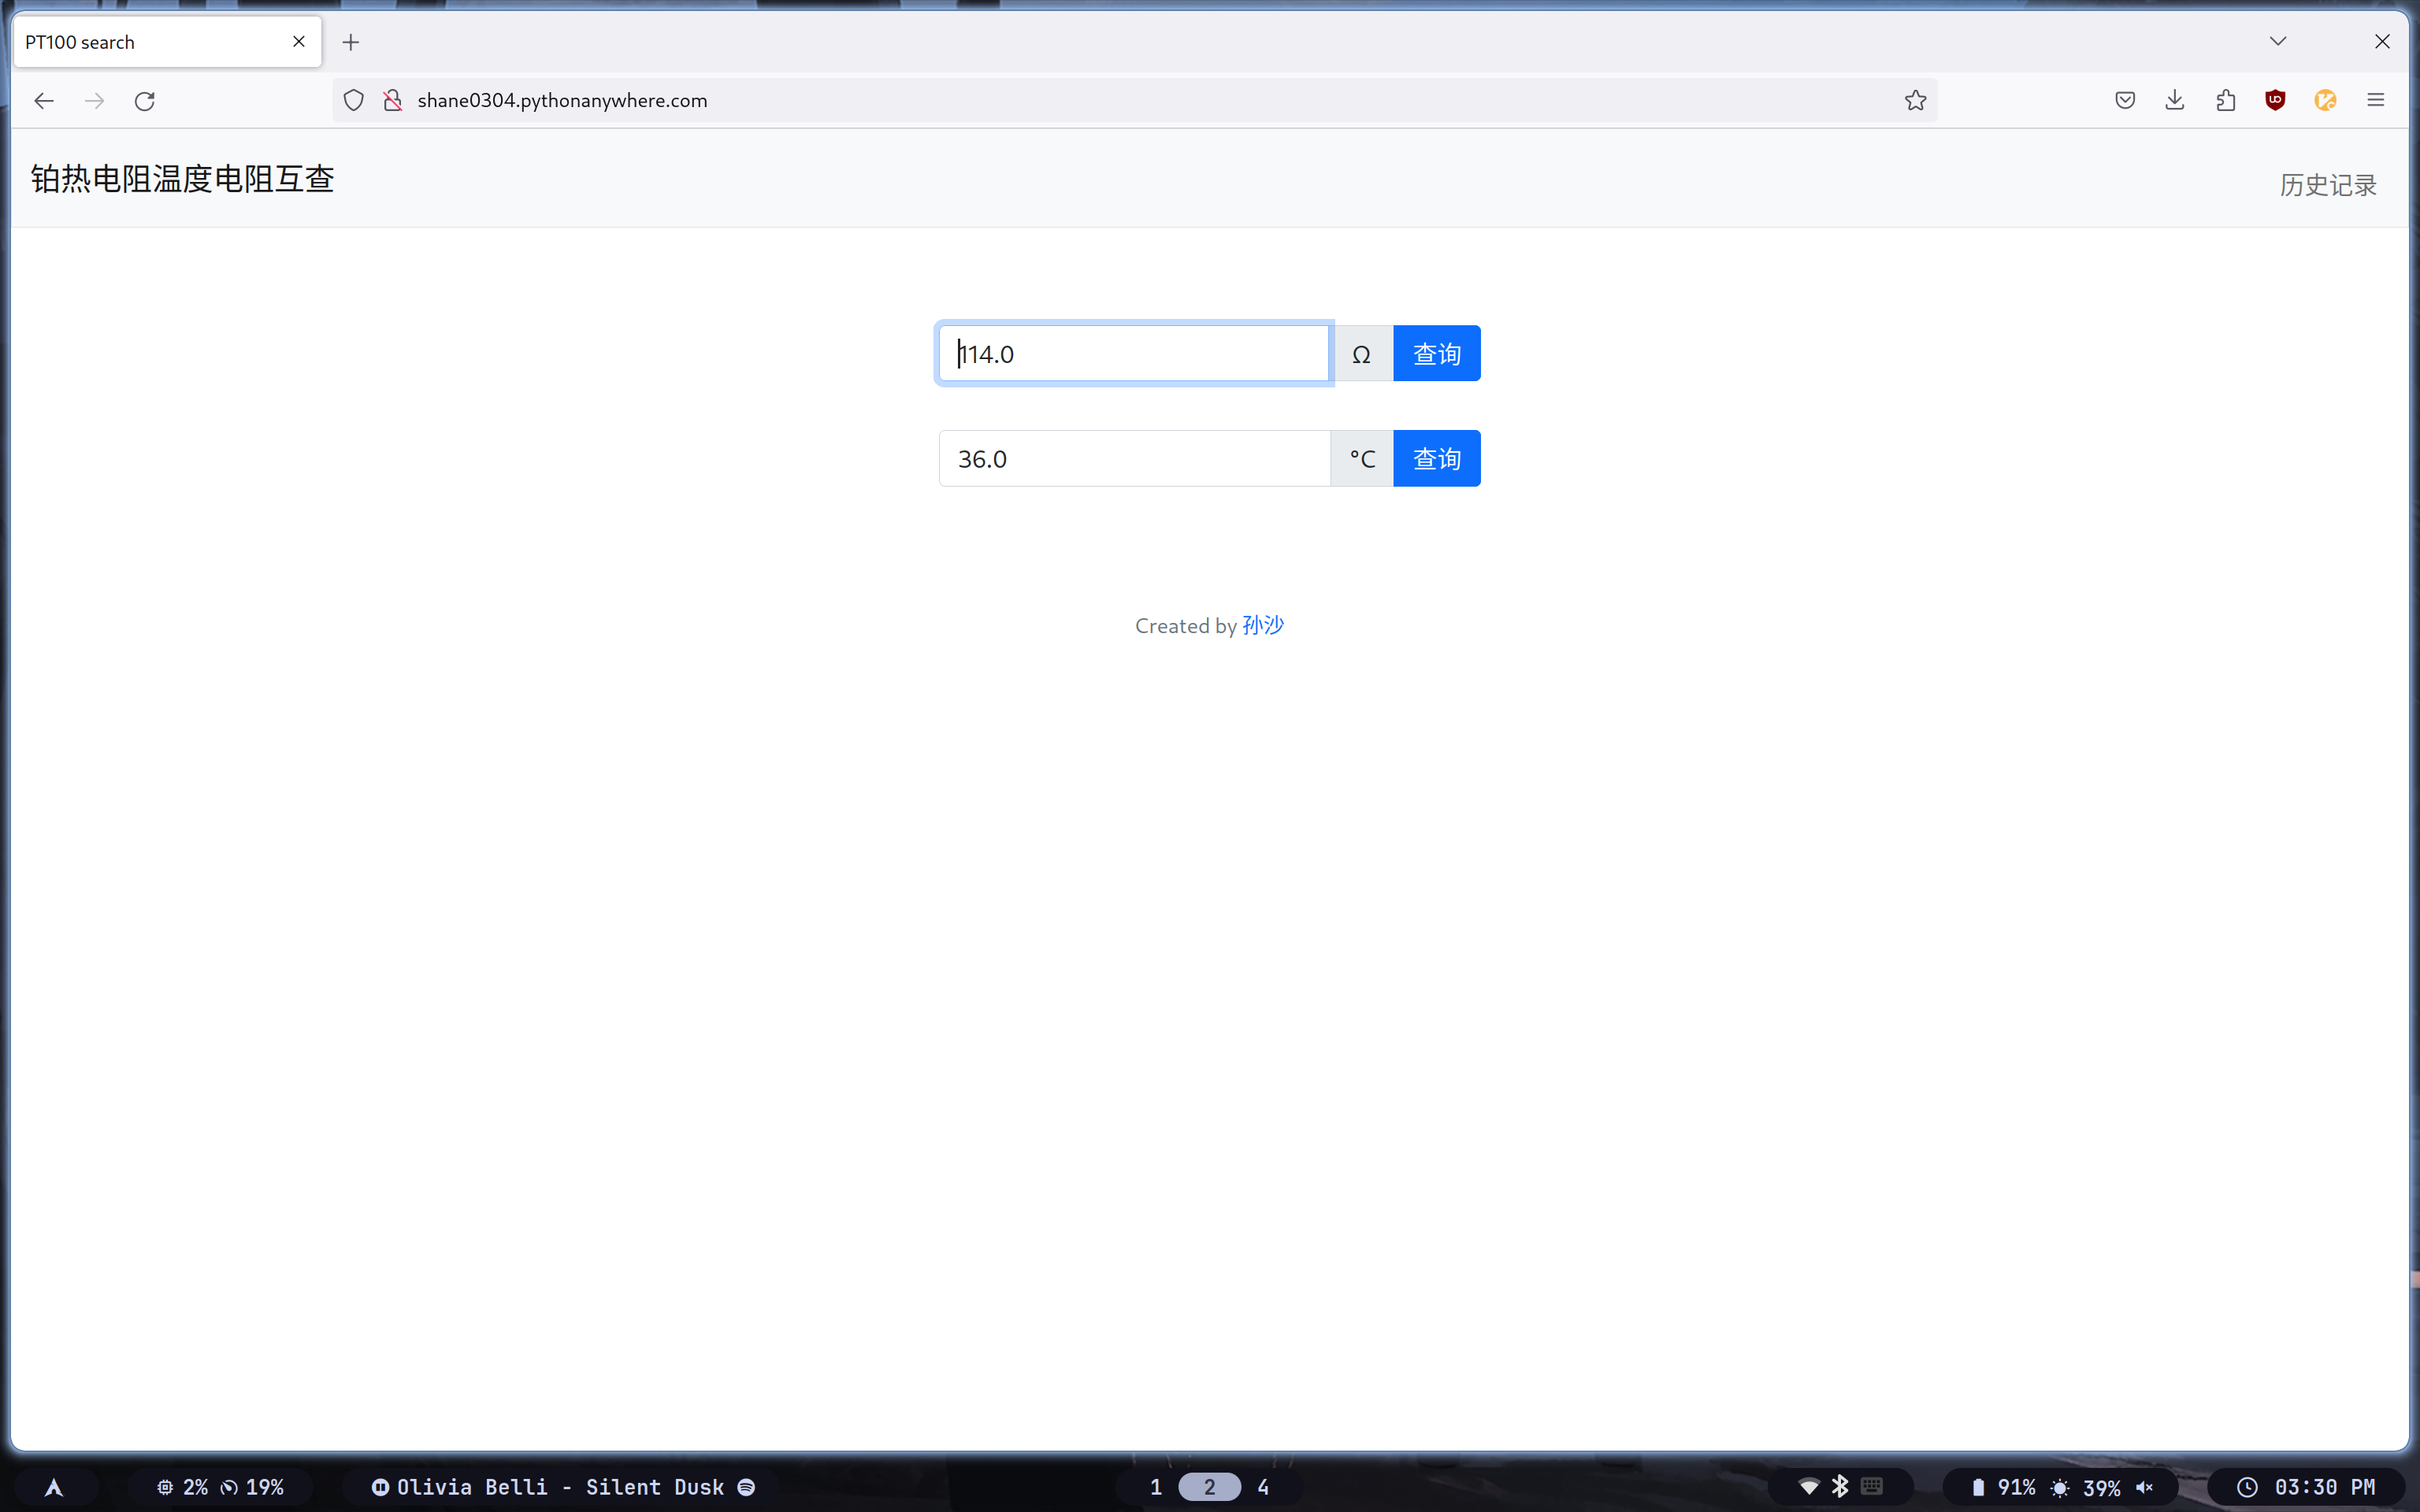 PT100 search
shane0304.pythonanywhere.com
铂热电阻温度电阻互查
历史记录
114.0 Ω 查询
36.0 °C 查询
Created by 孙沙
2% 19% Olivia Belli - Silent Dusk 1 2 4 91% 39% 03:30 PM